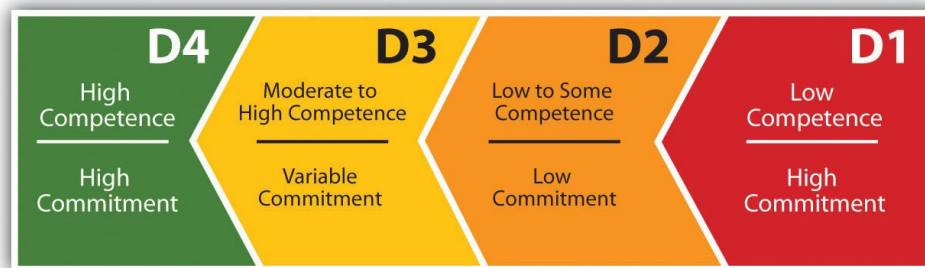 D4
High
Competence
High
Commitment
D3
Moderate to
High Competence
Variable
Commitment
D2
Low to Some
Competence
Low
Commitment
D1
Low
Competence
High
Commitment